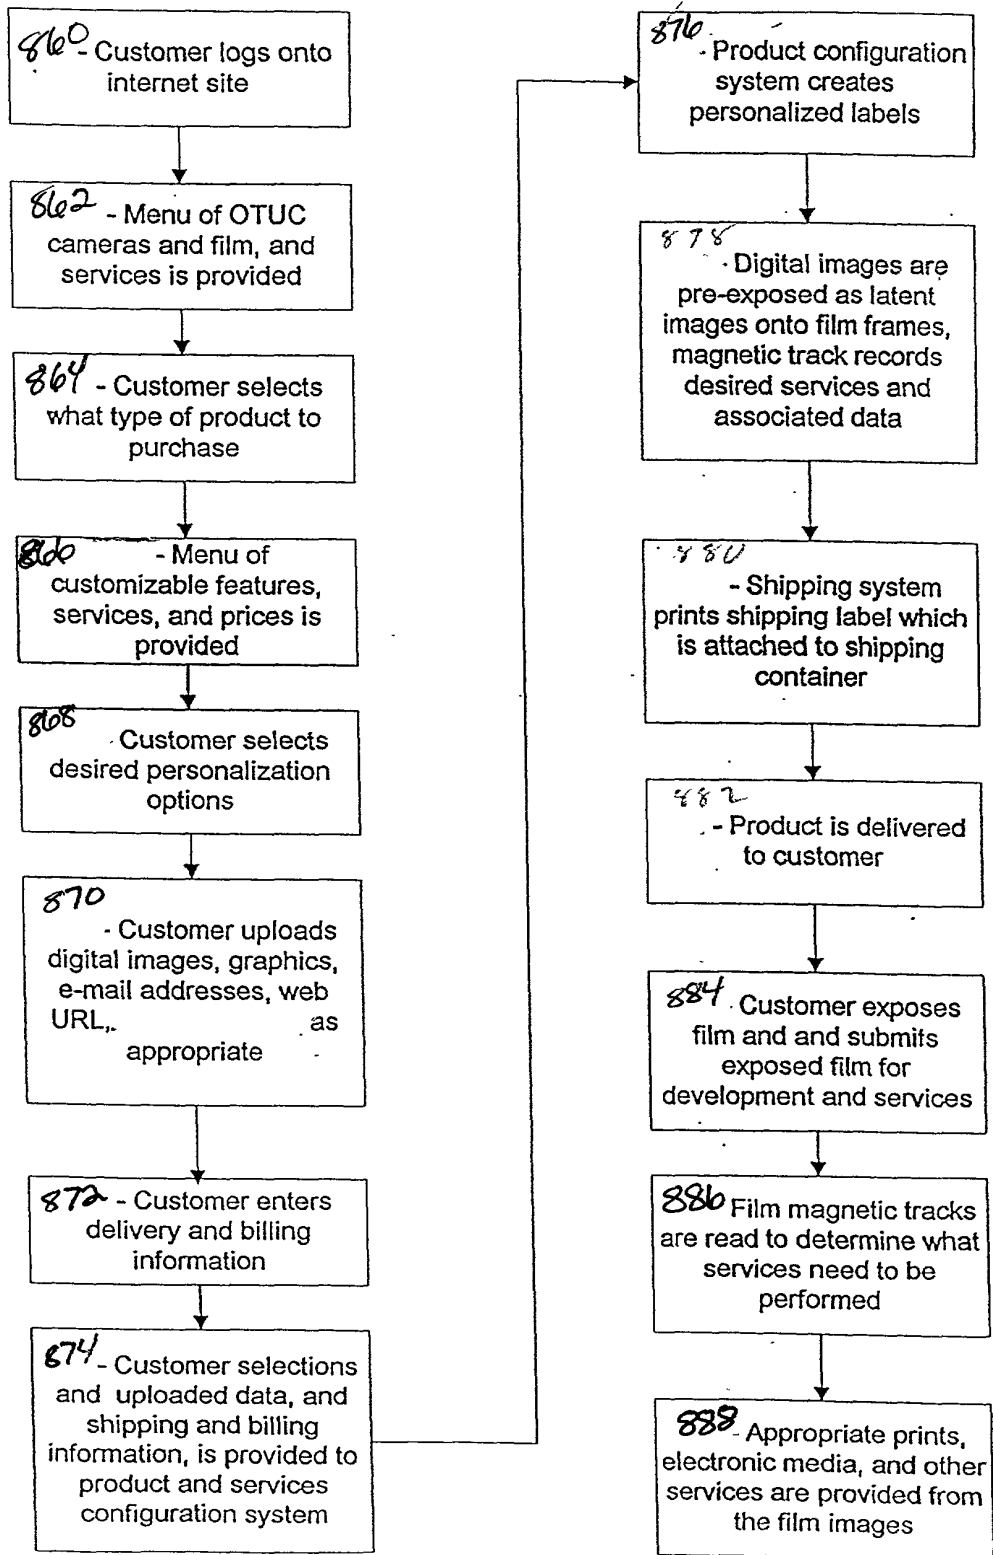 860 - Customer logs onto
internet site
862 - Menu of OTUC
cameras and film, and
services is provided
864 - Customer selects
what type of product to
purchase
866 - Menu of
customizable features,
services, and prices is
provided
868 Customer selects
desired personalization
options
870
- Customer uploads
digital images, graphics,
e-mail addresses, web
URL, as
appropriate
872 - Customer enters
delivery and billing
information
874 - Customer selections
and uploaded data, and
shipping and billing
information, is provided to
product and services
configuration system
876
- Product configuration
system creates
personalized labels
878
- Digital images are
pre-exposed as latent
images onto film frames,
magnetic track records
desired services and
associated data
880
- Shipping system
prints shipping label which
is attached to shipping
container
882
- Product is delivered
to customer
884 Customer exposes
film and and submits
exposed film for
development and services
886 Film magnetic tracks
are read to determine what
services need to be
performed
888 - Appropriate prints,
electronic media, and other
services are provided from
the film images